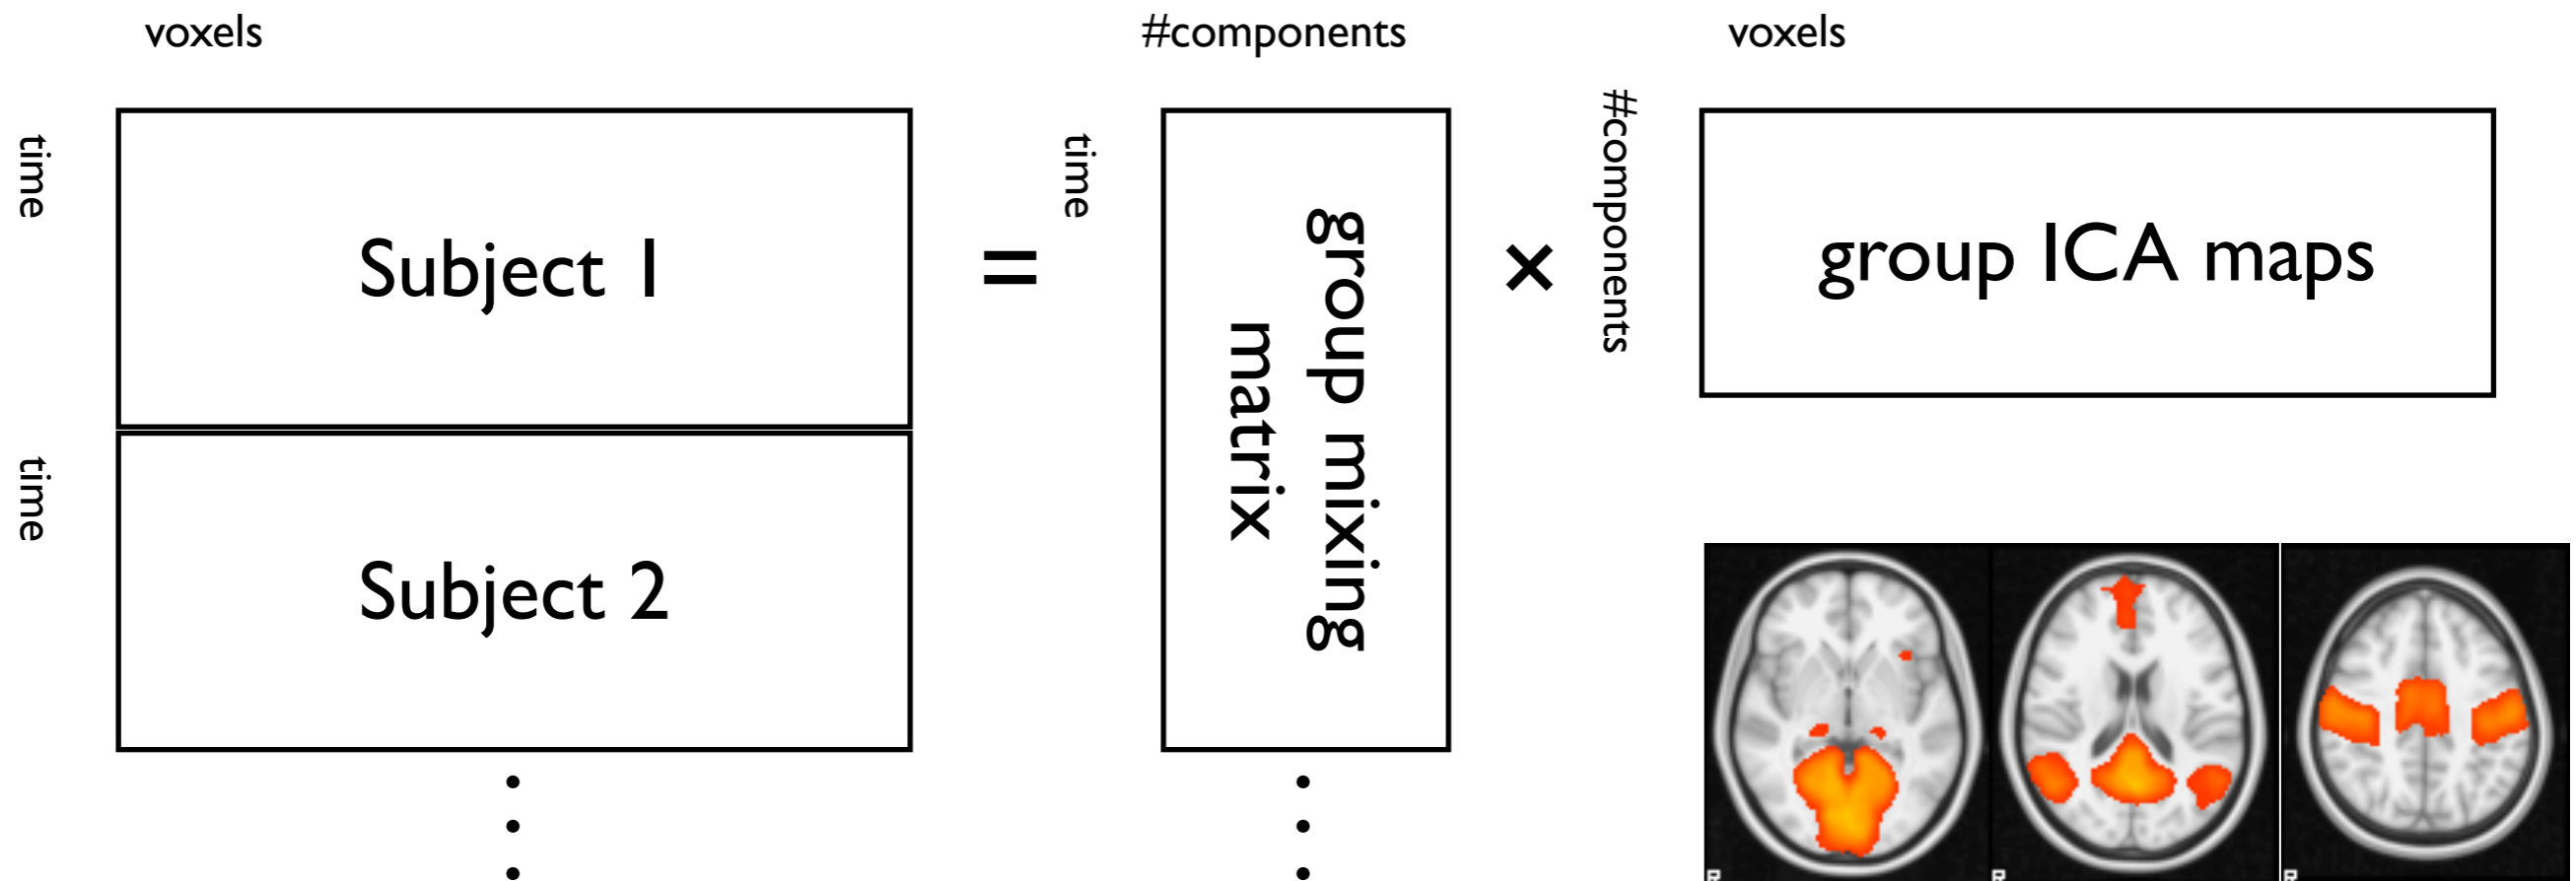 voxels
#components
voxels
time
Subject 1
=
time
group mixing
matrix
×
#components
group ICA maps
time
Subject 2
R
R
R